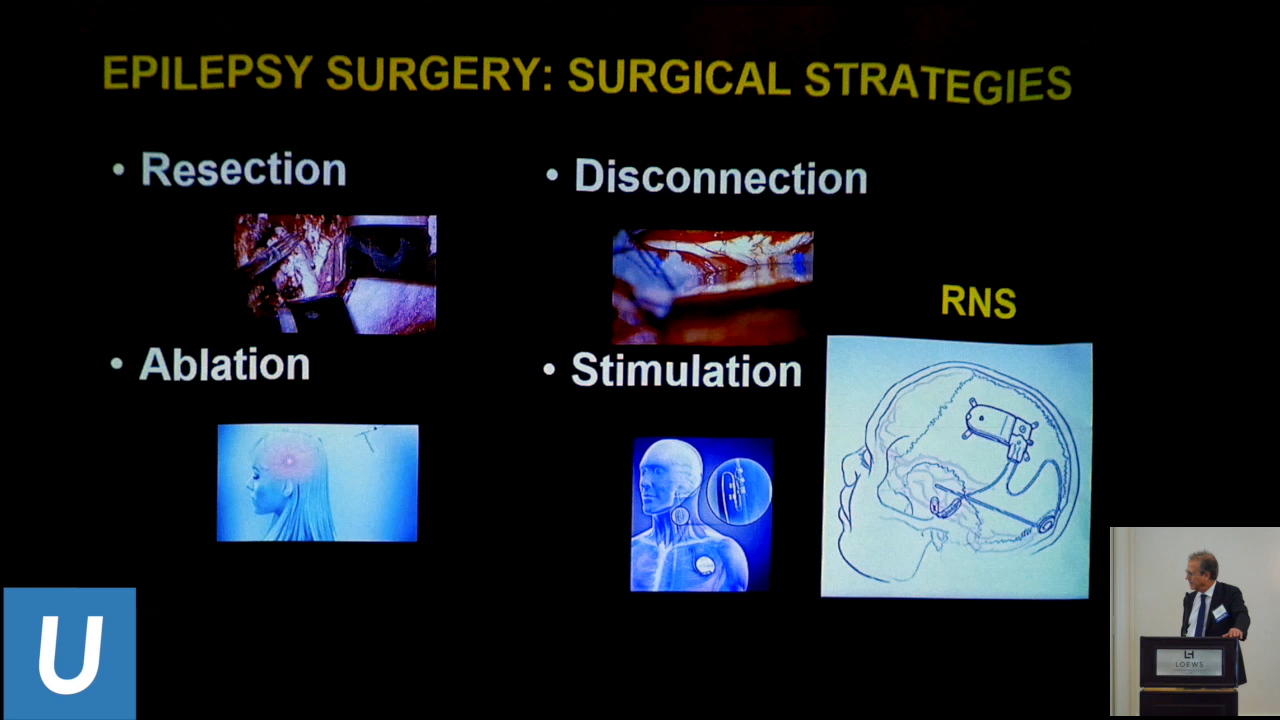 EPILEPSY SURGERY: SURGICAL STRATEGIES
• Resection
• Disconnection
RNS
• Ablation
• Stimulation
U
LOEWS